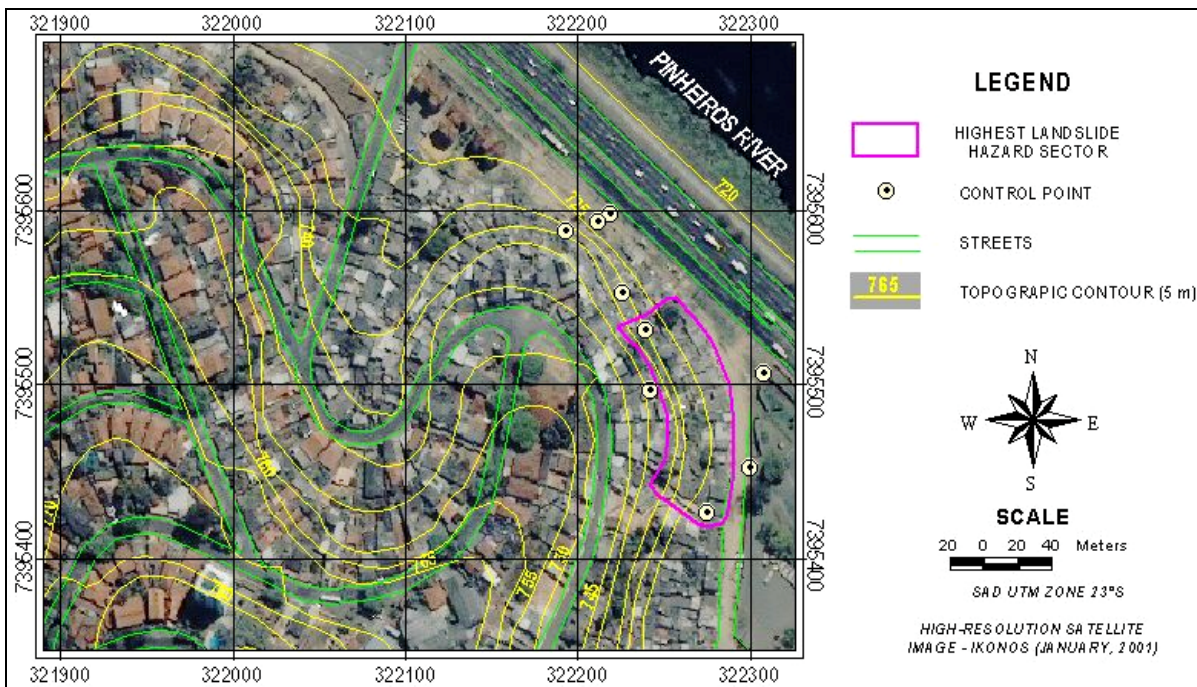 321900 322000 322100 322200 322300
PINHEIROS RIVER
720
7395600
7395600
760
7395500
7395500
760
770
765
755
750
745
7395400
7395400
321900 322000 322100 322200 322300
LEGEND
HIGHEST LANDSLIDE
HAZARD SECTOR
CONTROL POINT
STREETS
765
TOPOGRAPIC CONTOUR (5 m)
N
W E
S
SCALE
20 0 20 40 Meters
SAD UTM ZONE 23°S
HIGH-RESOLUTION SATELLITE
IMAGE - IKONOS (JANUARY, 2001)